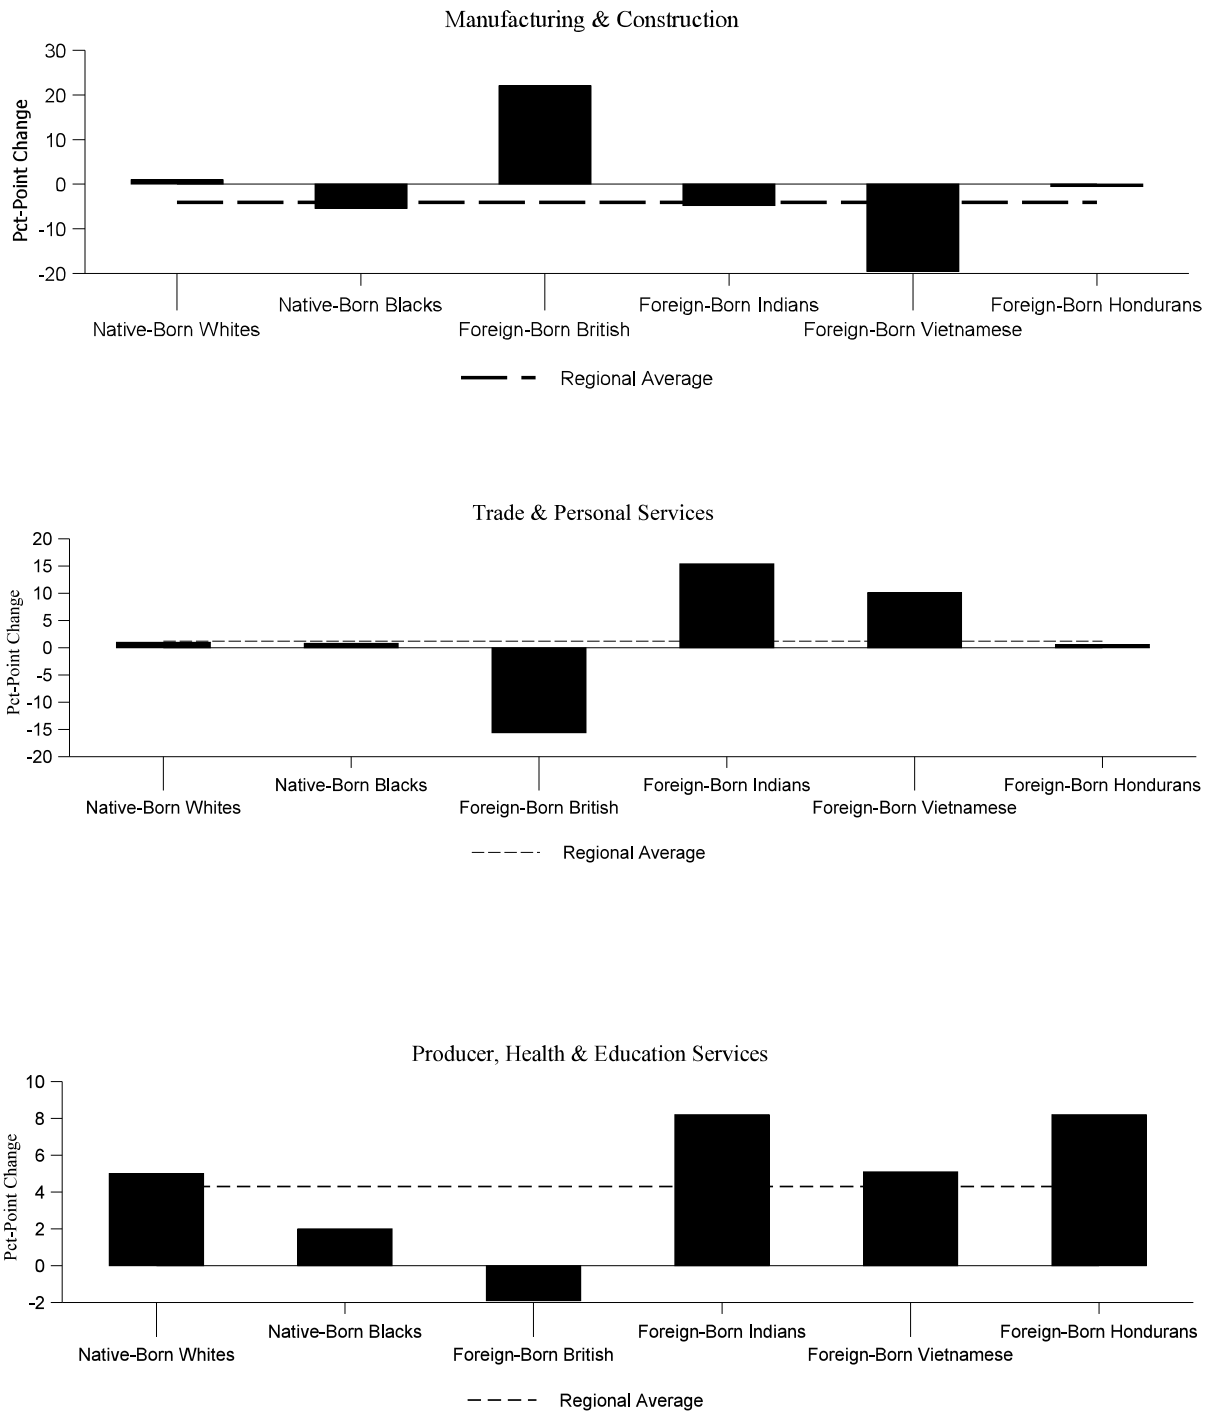 Manufacturing & Construction
30
20
10
0
-10
-20
Pct-Point Change
Native-Born Blacks
Foreign-Born Indians
Foreign-Born Hondurans
Native-Born Whites
Foreign-Born British
Foreign-Born Vietnamese
Regional Average
Trade & Personal Services
20
15
10
5
0
-5
-10
-15
-20
Pct-Point Change
Native-Born Blacks
Foreign-Born Indians
Foreign-Born Hondurans
Native-Born Whites
Foreign-Born British
Foreign-Born Vietnamese
Regional Average
Producer, Health & Education Services
10
8
6
4
2
0
-2
Pct-Point Change
Native-Born Blacks
Foreign-Born Indians
Foreign-Born Hondurans
Native-Born Whites
Foreign-Born British
Foreign-Born Vietnamese
Regional Average